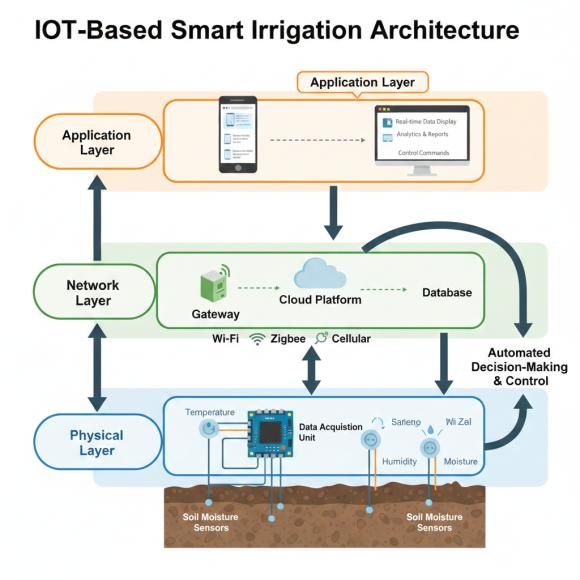 IOT-Based Smart Irrigation Architecture
Application Layer
Application
Layer
Real-time Data Display
Analytics & Reports
Control Commands
Network
Layer
Gateway
Cloud Platform
Database
Wi-Fi
Zigbee
Cellular
Automated
Decision-Making
& Control
Physical
Layer
Temperature
Data Acquistion
Unit
Sarieno
Wi Zal
Humidity
Moisture
Soil Moisture
Sensors
Soil Moisture
Sensors